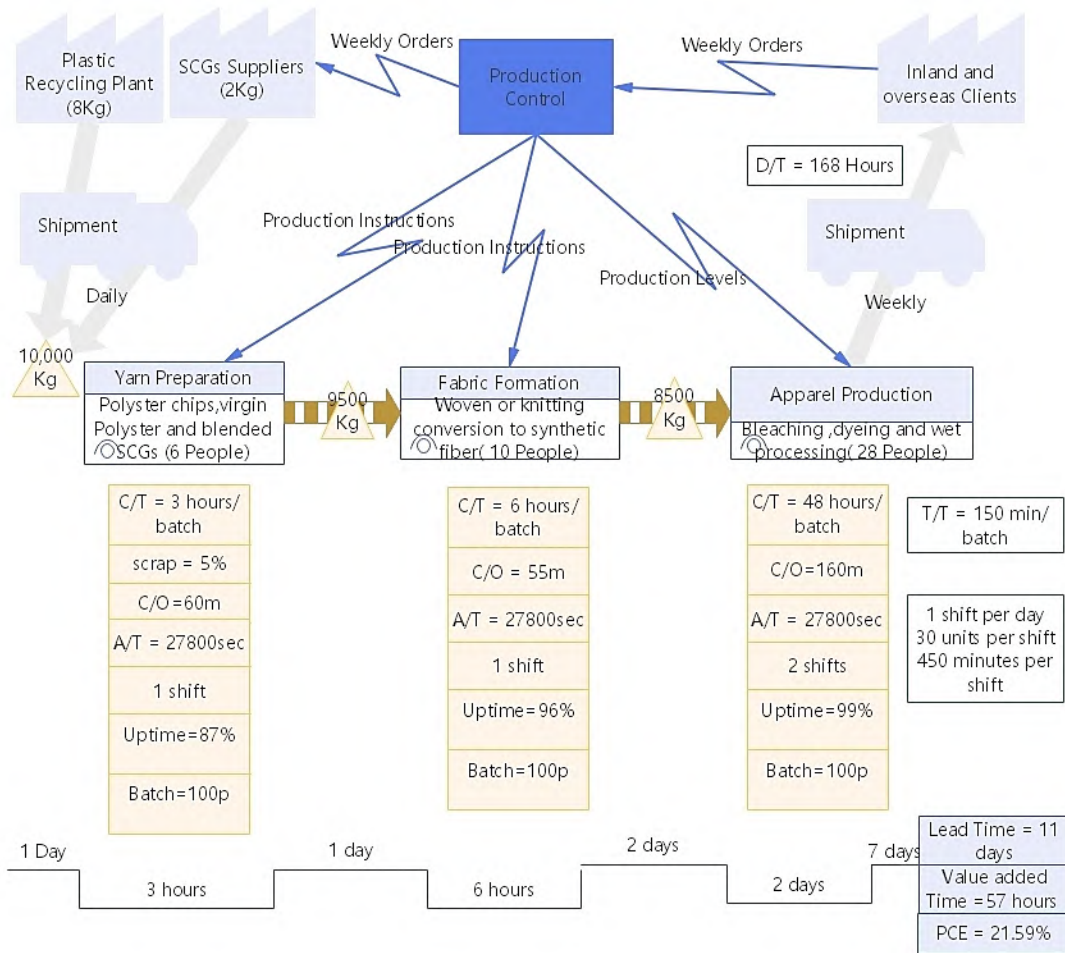 Plastic
Recycling Plant
(8Kg)
SCGs Suppliers
(2Kg)
Weekly Orders
Production
Control
Weekly Orders
Inland and
overseas Clients
D/T = 168 Hours
Shipment
Daily
Production Instructions
Production Instructions
Production Levels
Shipment
Weekly
10,000
Kg
Yarn Preparation
Polyster chips,virgin
Polyster and blended
SCGs (6 People)
9500
Kg
Fabric Formation
Woven or knitting
conversion to synthetic
fiber( 10 People)
8500
Kg
Apparel Production
Bleaching ,dyeing and wet
processing( 28 People)
C/T = 3 hours/
batch
scrap = 5%
C/O=60m
A/T = 27800sec
1 shift
Uptime=87%
Batch=100p
C/T = 6 hours/
batch
C/O = 55m
A/T = 27800sec
1 shift
Uptime=96%
Batch=100p
C/T = 48 hours/
batch
C/O=160m
A/T = 27800sec
2 shifts
Uptime=99%
Batch=100p
T/T = 150 min/
batch
1 shift per day
30 units per shift
450 minutes per
shift
1 Day
3 hours
1 day
6 hours
2 days
2 days
7 days
Lead Time = 11
days
Value added
Time =57 hours
PCE = 21.59%